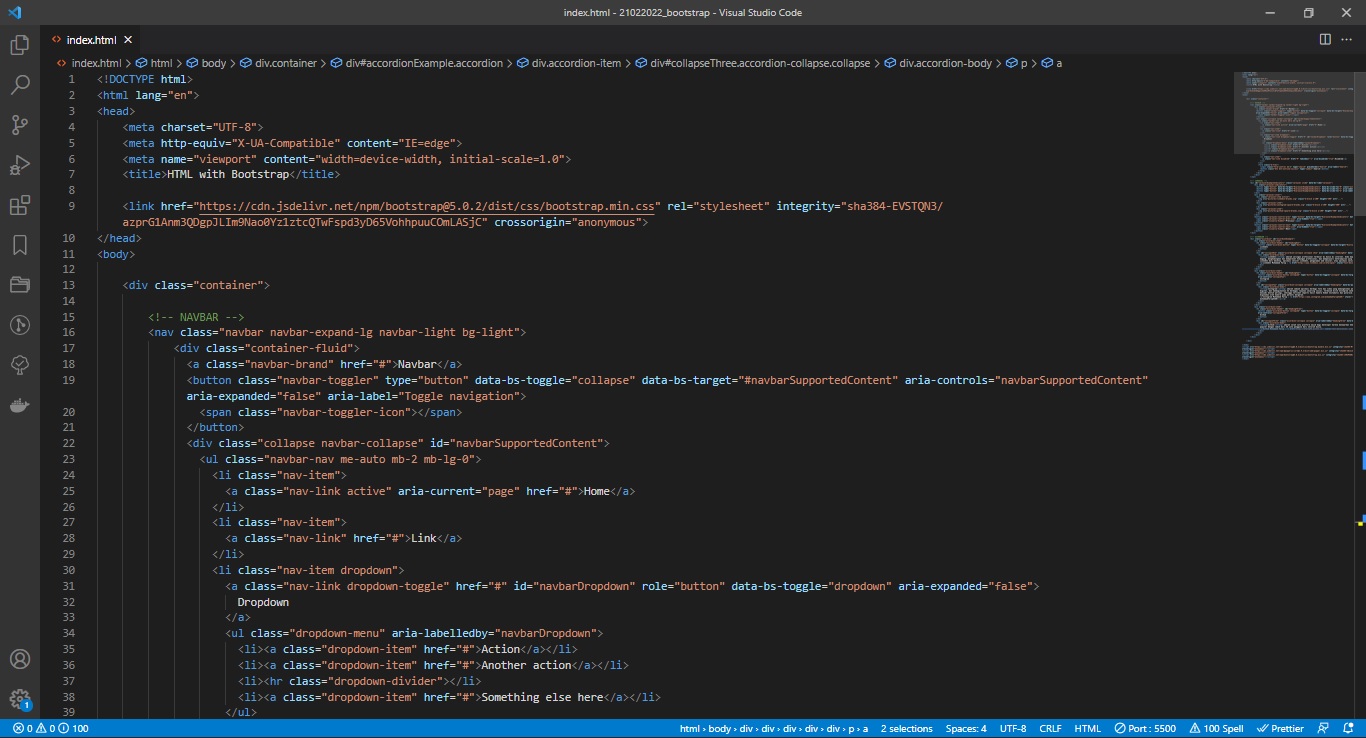 index.html - 21022022_bootstrap - Visual Studio Code
index.html
index.html > html > body > div.container > div#accordionExample.accordion > div.accordion-item > div#collapseThree.accordion-collapse.collapse > div.accordion-body > p > a
1 <!DOCTYPE html>
2 <html lang="en">
3 <head>
4 <meta charset="UTF-8">
5 <meta http-equiv="X-UA-Compatible" content="IE=edge">
6 <meta name="viewport" content="width=device-width, initial-scale=1.0">
7 <title>HTML with Bootstrap</title>
8
9 <link href="https://cdn.jsdelivr.net/npm/bootstrap@5.0.2/dist/css/bootstrap.min.css" rel="stylesheet" integrity="sha384-EVSTQN3/
azprG1Anm3QDgpJLIm9Nao0Yz1ztcQTwFspd3yD65VohhpuuCOmLASjC" crossorigin="anonymous">
10 </head>
11 <body>
12
13 <div class="container">
14
15 <!-- NAVBAR -->
16 <nav class="navbar navbar-expand-lg navbar-light bg-light">
17 <div class="container-fluid">
18 <a class="navbar-brand" href="#">Navbar</a>
19 <button class="navbar-toggler" type="button" data-bs-toggle="collapse" data-bs-target="#navbarSupportedContent" aria-controls="navbarSupportedContent"
aria-expanded="false" aria-label="Toggle navigation">
20 <span class="navbar-toggler-icon"></span>
21 </button>
22 <div class="collapse navbar-collapse" id="navbarSupportedContent">
23 <ul class="navbar-nav me-auto mb-2 mb-lg-0">
24 <li class="nav-item">
25 <a class="nav-link active" aria-current="page" href="#">Home</a>
26 </li>
27 <li class="nav-item">
28 <a class="nav-link" href="#">Link</a>
29 </li>
30 <li class="nav-item dropdown">
31 <a class="nav-link dropdown-toggle" href="#" id="navbarDropdown" role="button" data-bs-toggle="dropdown" aria-expanded="false">
32 Dropdown
33 </a>
34 <ul class="dropdown-menu" aria-labelledby="navbarDropdown">
35 <li><a class="dropdown-item" href="#">Action</a></li>
36 <li><a class="dropdown-item" href="#">Another action</a></li>
37 <li><hr class="dropdown-divider"></li>
38 <li><a class="dropdown-item" href="#">Something else here</a></li>
39 </ul>
1
0 0 100 html > body > div > div > div > div > div > p > a 2 selections Spaces: 4 UTF-8 CRLF HTML Port : 5500 100 Spell Prettier